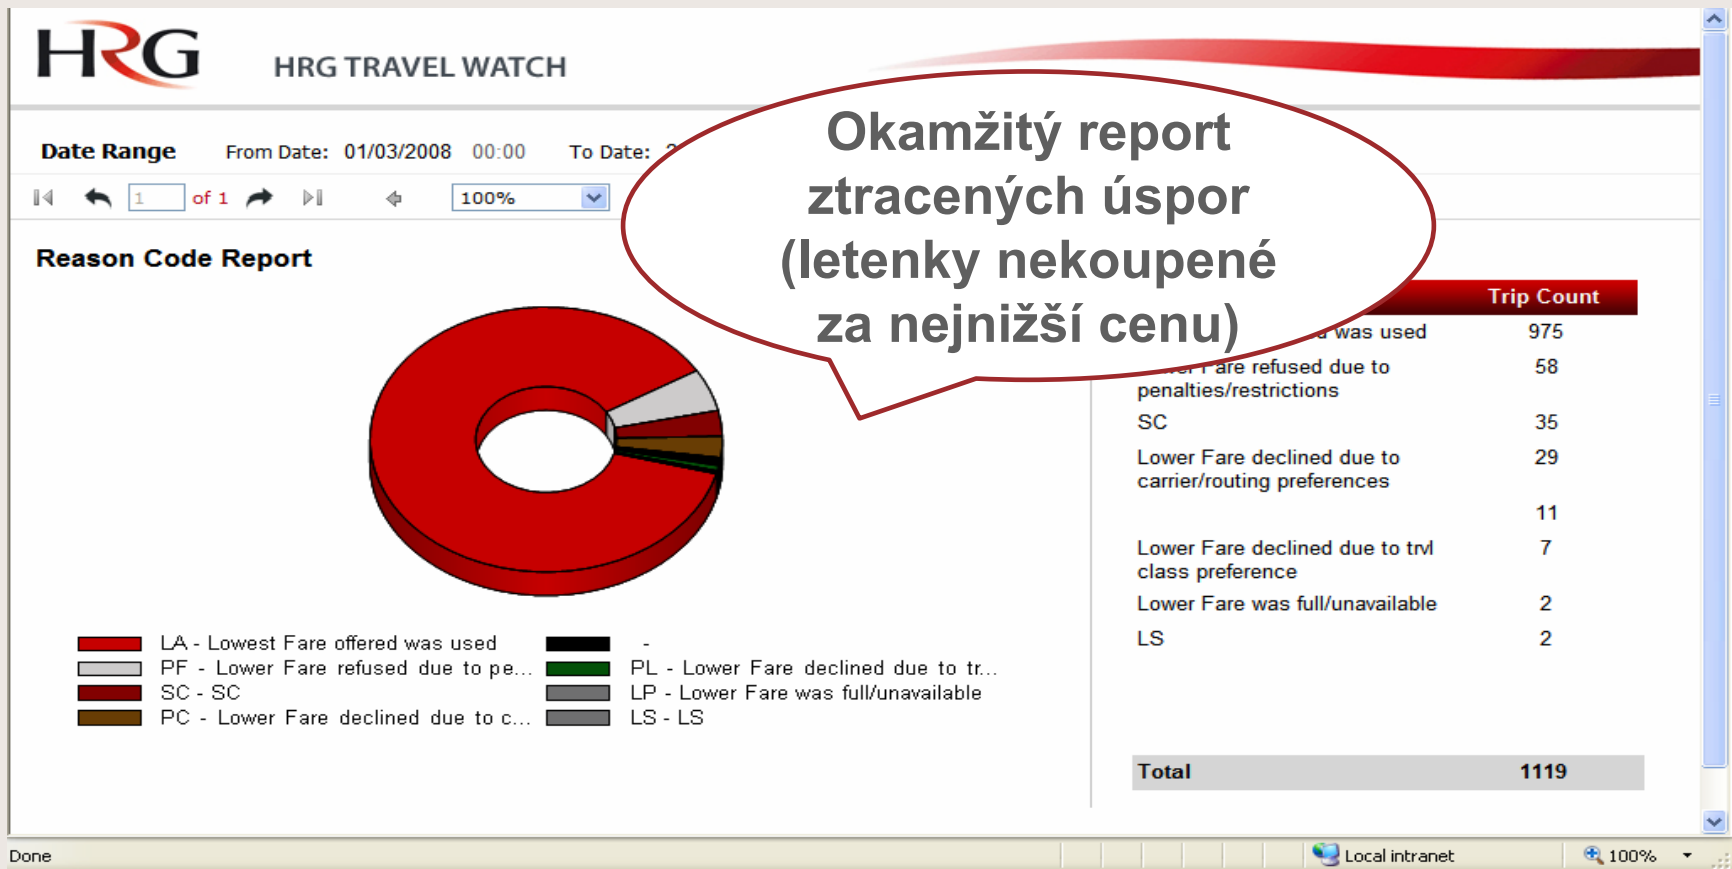 HRG
HRG TRAVEL WATCH
Okamžitý report
ztracených úspor
(letenky nekoupené
za nejnižší cenu)
Date Range From Date: 01/03/2008 00:00 To Date:
1 of 1 100%
Reason Code Report
Trip Count
was used 975
Fare refused due to 58
penalties/restrictions
SC 35
Lower Fare declined due to 29
carrier/routing preferences
11
Lower Fare declined due to trvl 7
class preference
Lower Fare was full/unavailable 2
LS 2
Total 1119
LA - Lowest Fare offered was used
PF - Lower Fare refused due to pe...
SC - SC
PC - Lower Fare declined due to c...
-
PL - Lower Fare declined due to tr...
LP - Lower Fare was full/unavailable
LS - LS
Done Local intranet 100%